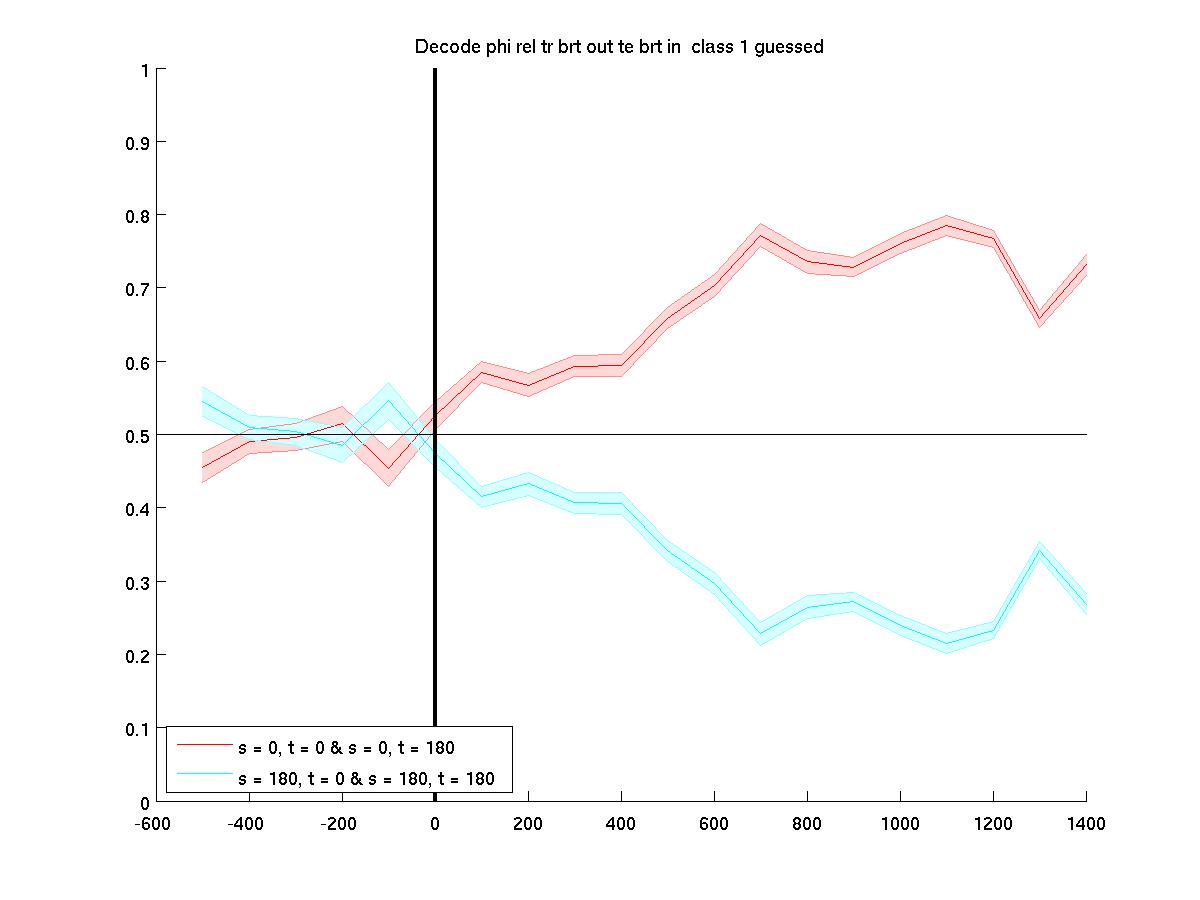 Decode phi rel tr brt out te brt in  class 1 guessed
1
0.9
0.8
0.7
0.6
0.5
0.4
0.3
0.2
0.1
0
s = 0, t = 0 & s = 0, t = 180
s = 180, t = 0 & s = 180, t = 180
-600 -400 -200 0 200 400 600 800 1000 1200 1400